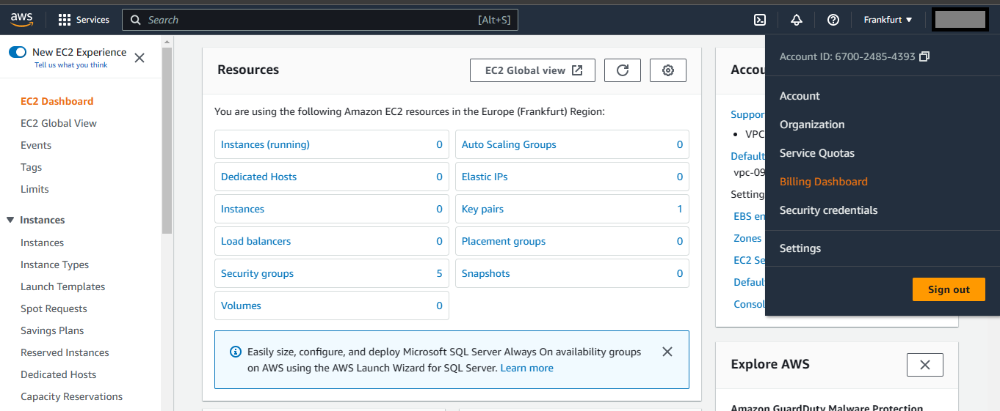 aws
Services
Search [Alt+S]
Frankfurt
New EC2 Experience
Tell us what you think
EC2 Dashboard
EC2 Global View
Events
Tags
Limits
Instances
Instances
Instance Types
Launch Templates
Spot Requests
Savings Plans
Reserved Instances
Dedicated Hosts
Capacity Reservations
Resources
EC2 Global view
You are using the following Amazon EC2 resources in the Europe (Frankfurt) Region:
Instances (running) 0
Auto Scaling Groups 0
Dedicated Hosts 0
Elastic IPs 0
Instances 0
Key pairs 1
Load balancers 0
Placement groups 0
Security groups 5
Snapshots 0
Volumes 0
Easily size, configure, and deploy Microsoft SQL Server Always On availability groups
on AWS using the AWS Launch Wizard for SQL Server. Learn more
Accou
Suppor
• VPC
Default
vpc-09
Setting
EBS en
Zones
EC2 Se
Default
Consol
Account ID: 6700-2485-4393
Account
Organization
Service Quotas
Billing Dashboard
Security credentials
Settings
Sign out
Explore AWS
Amazon GuardDuty Malware Protection